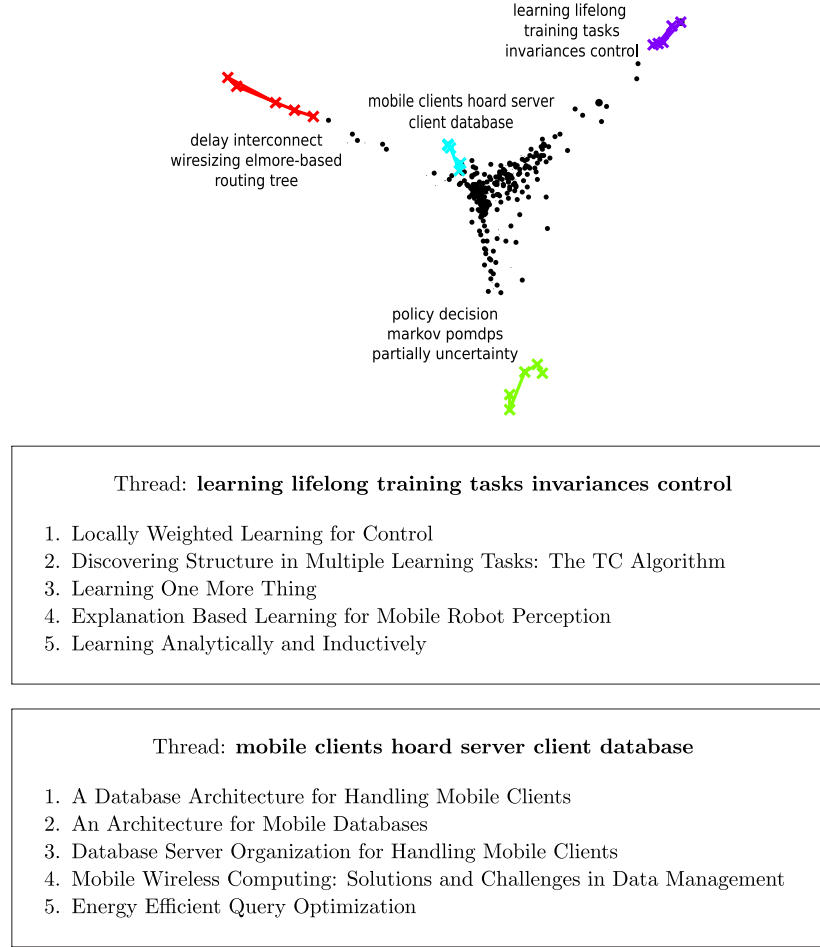 learning lifelong
training tasks
invariances control
mobile clients hoard server
client database
delay interconnect
wiresizing elmore-based
routing tree
policy decision
markov pomdps
partially uncertainty
Thread: learning lifelong training tasks invariances control
1. Locally Weighted Learning for Control
2. Discovering Structure in Multiple Learning Tasks: The TC Algorithm
3. Learning One More Thing
4. Explanation Based Learning for Mobile Robot Perception
5. Learning Analytically and Inductively
Thread: mobile clients hoard server client database
1. A Database Architecture for Handling Mobile Clients
2. An Architecture for Mobile Databases
3. Database Server Organization for Handling Mobile Clients
4. Mobile Wireless Computing: Solutions and Challenges in Data Management
5. Energy Efficient Query Optimization